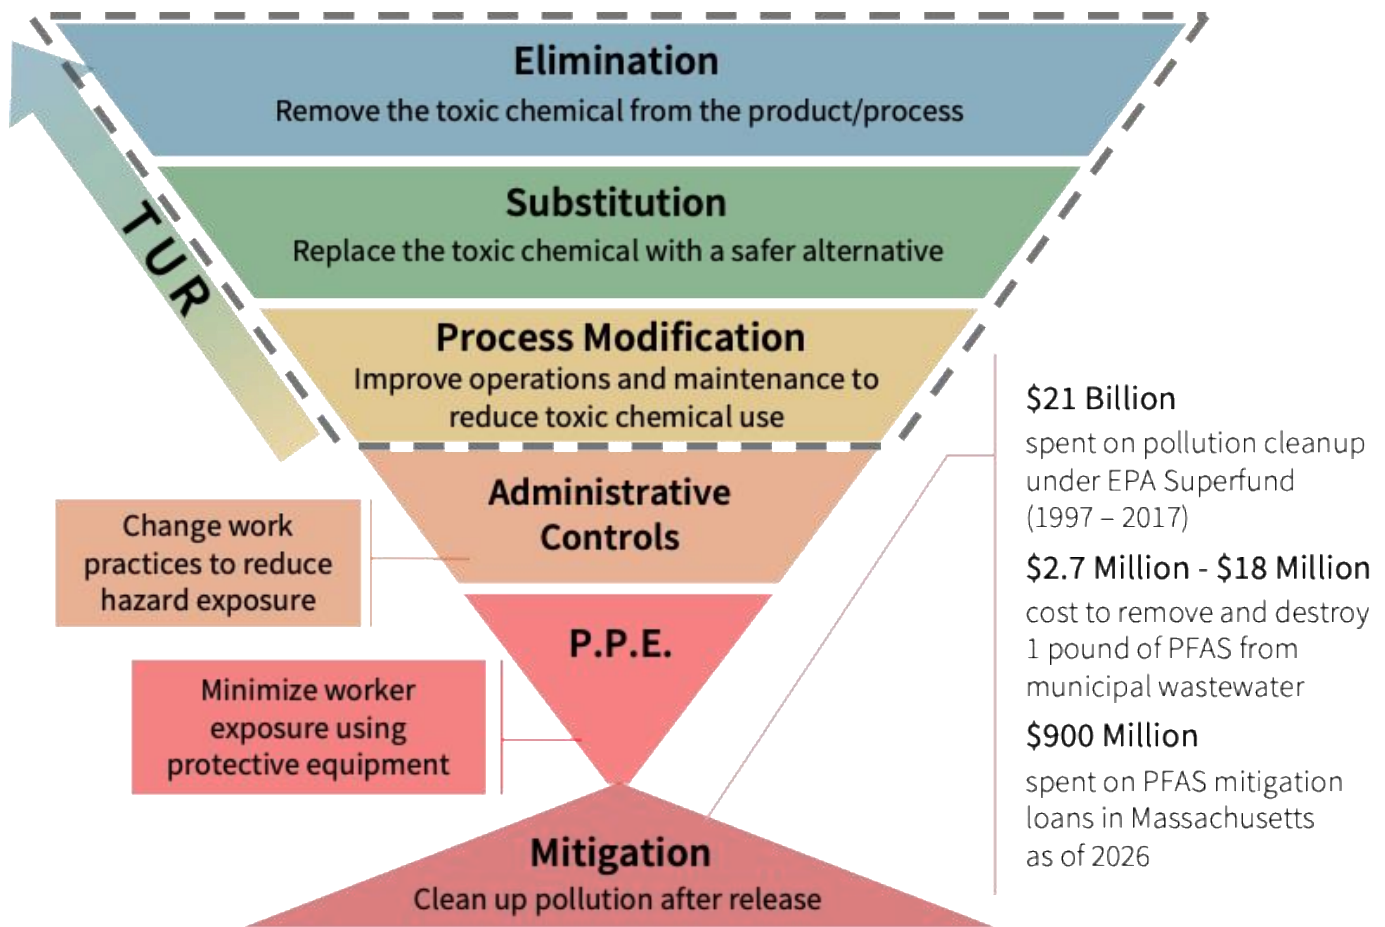 Elimination
Remove the toxic chemical from the product/process
TUR
Substitution
Replace the toxic chemical with a safer alternative
Process Modification
Improve operations and maintenance to
reduce toxic chemical use
Administrative
Controls
Change work
practices to reduce
hazard exposure
P.P.E.
Minimize worker
exposure using
protective equipment
Mitigation
Clean up pollution after release
$21 Billion
spent on pollution cleanup
under EPA Superfund
(1997 – 2017)
$2.7 Million - $18 Million
cost to remove and destroy
1 pound of PFAS from
municipal wastewater
$900 Million
spent on PFAS mitigation
loans in Massachusetts
as of 2026